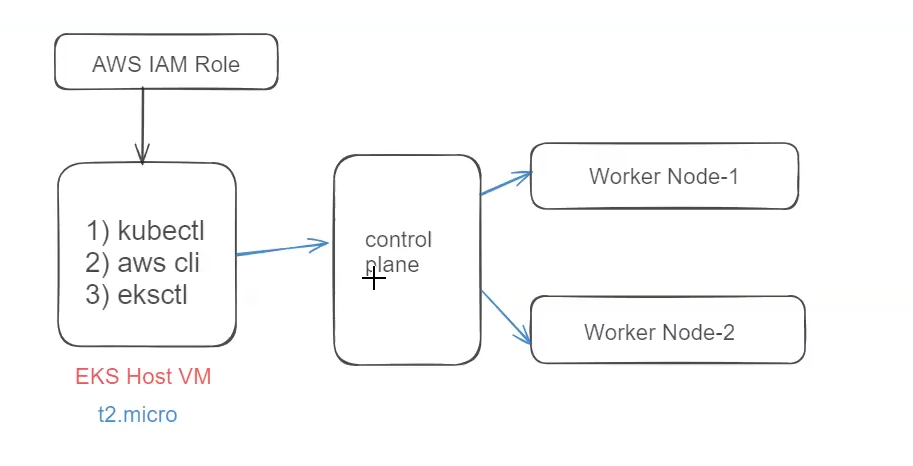 AWS IAM Role
1) kubectl
2) aws cli
3) eksctl
EKS Host VM
t2.micro
control
plane
Worker Node-1
Worker Node-2